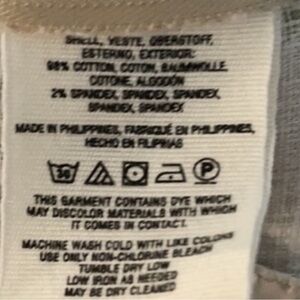 SHELL, VESTE, OBERSTOFF,
ESTERNO, EXTERIOR:
98% COTTON, COTON, BAUMWOLLE,
COTONE, ALGODÓN
2% SPANDEX, SPANDEX, SPANDEX,
SPANDEX, SPANDEX
MADE IN PHILIPPINES, FABRIQUÉ EN PHILIPPINES,
HECHO EN FILIPINAS
30 P
THIS GARMENT CONTAINS DYE WHICH
MAY DISCOLOR MATERIALS WITH WHICH
IT COMES IN CONTACT.
MACHINE WASH COLD WITH LIKE COLORS
USE ONLY NON-CHLORINE BLEACH
TUMBLE DRY LOW
LOW IRON AS NEEDED
MAY BE DRY CLEANED